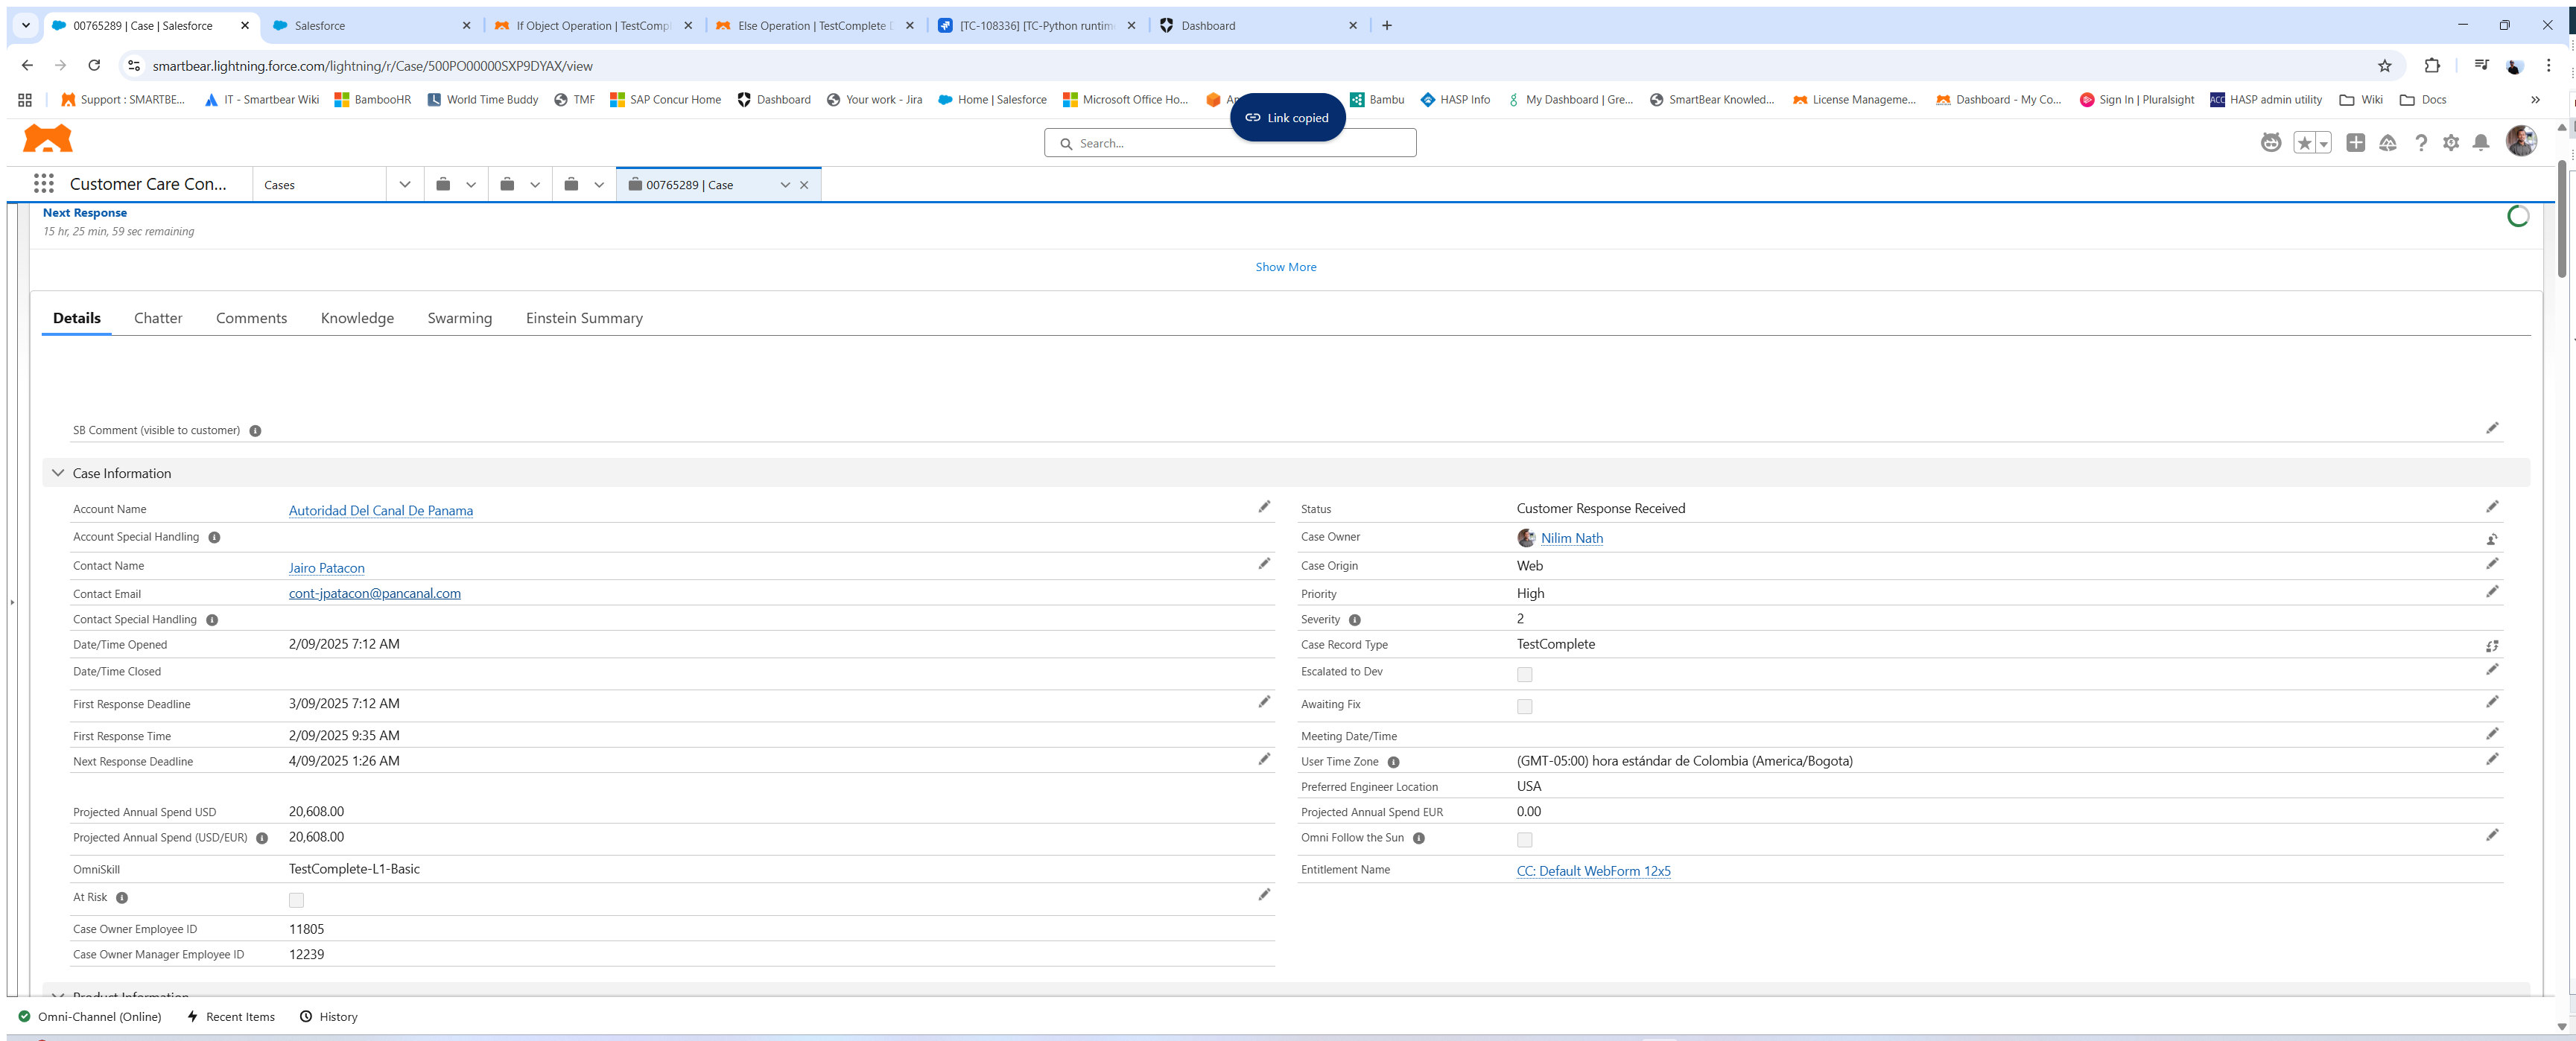 00765289 | Case | Salesforce
Salesforce
If Object Operation | TestCompl
Else Operation | TestComplete
[TC-108336] [TC-Python runtim
Dashboard
smartbear.lightning.force.com/lightning/r/Case/500PO00000SXP9DYAX/view
Support : SMARTBE...
IT - Smartbear Wiki
BambooHR
World Time Buddy
TMF
SAP Concur Home
Dashboard
Your work - Jira
Home | Salesforce
Microsoft Office Ho...
Bambu
HASP Info
My Dashboard | Gre...
SmartBear Knowled...
License Manageme...
Dashboard - My Co...
Sign In | Pluralsight
ACC
HASP admin utility
Wiki
Docs
Link copied
Search...
Customer Care Con...
Cases
00765289 | Case
Next Response
15 hr, 25 min, 59 sec remaining
Show More
Details
Chatter
Comments
Knowledge
Swarming
Einstein Summary
SB Comment (visible to customer)
Case Information
Account Name
Autoridad Del Canal De Panama
Status
Customer Response Received
Account Special Handling
Case Owner
Nilim Nath
Contact Name
Jairo Patacon
Case Origin
Web
Contact Email
cont-jpatacon@pancanal.com
Priority
High
Contact Special Handling
Severity
2
Date/Time Opened
2/09/2025 7:12 AM
Case Record Type
TestComplete
Date/Time Closed
Escalated to Dev
First Response Deadline
3/09/2025 7:12 AM
Awaiting Fix
First Response Time
2/09/2025 9:35 AM
Meeting Date/Time
Next Response Deadline
4/09/2025 1:26 AM
User Time Zone
(GMT-05:00) hora estándar de Colombia (America/Bogota)
Preferred Engineer Location
USA
Projected Annual Spend USD
20,608.00
Projected Annual Spend EUR
0.00
Projected Annual Spend (USD/EUR)
20,608.00
Omni Follow the Sun
OmniSkill
TestComplete-L1-Basic
Entitlement Name
CC: Default WebForm 12x5
At Risk
Case Owner Employee ID
11805
Case Owner Manager Employee ID
12239
Product Information
Omni-Channel (Online)
Recent Items
History